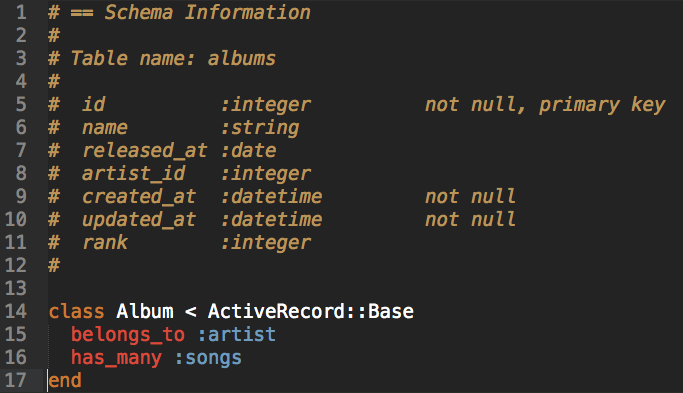 1 # == Schema Information
2 #
3 # Table name: albums
4 #
5 #  id          :integer          not null, primary key
6 #  name        :string
7 #  released_at :date
8 #  artist_id   :integer
9 #  created_at  :datetime         not null
10 #  updated_at  :datetime         not null
11 #  rank        :integer
12 #
13
14 class Album < ActiveRecord::Base
15   belongs_to :artist
16   has_many :songs
17 end